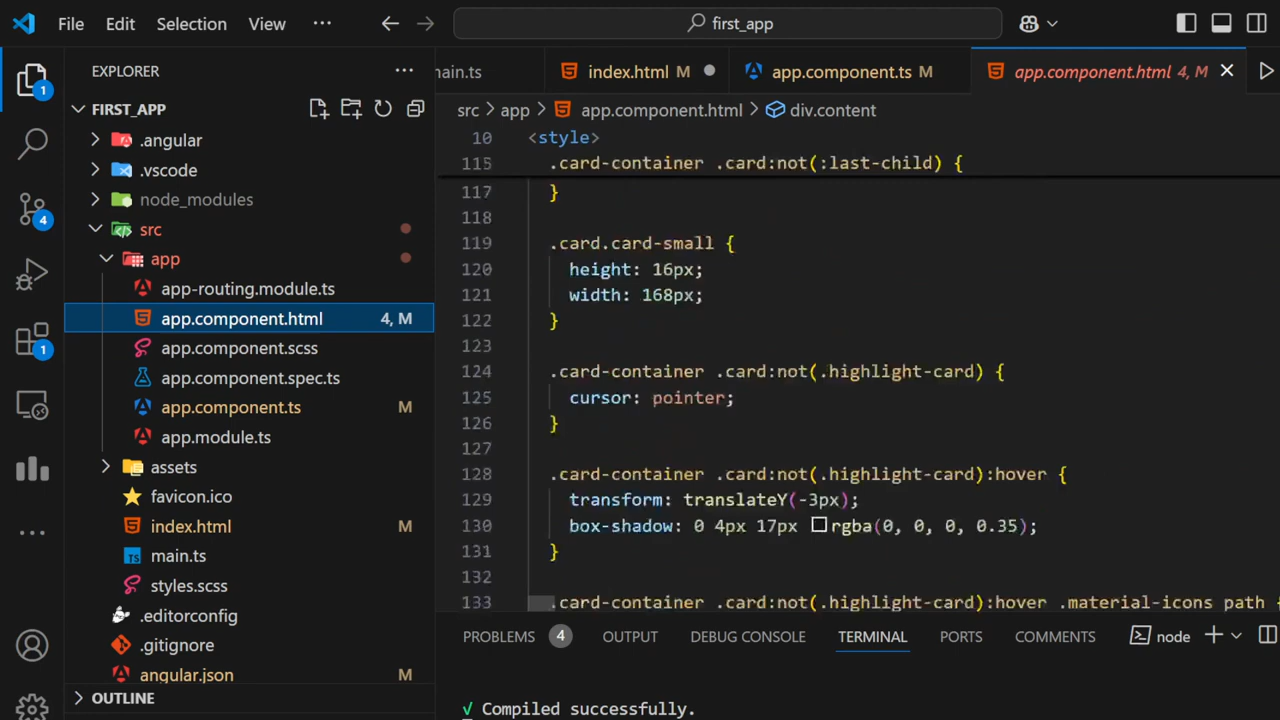 File Edit Selection View ··· first_app
EXPLORER ···
main.ts index.html M app.component.ts M app.component.html 4, M
FIRST_APP
src > app > app.component.html > div.content
.angular
.vscode
node_modules
src
app
app-routing.module.ts
app.component.html 4, M
app.component.scss
app.component.spec.ts
app.component.ts M
app.module.ts
assets
favicon.ico
index.html M
main.ts
styles.scss
.editorconfig
.gitignore
angular.json M
OUTLINE
1
4
1
10 <style>
115 .card-container .card:not(:last-child) {
117 }
118
119 .card.card-small {
120 height: 16px;
121 width: 168px;
122 }
123
124 .card-container .card:not(.highlight-card) {
125 cursor: pointer;
126 }
127
128 .card-container .card:not(.highlight-card):hover {
129 transform: translateY(-3px);
130 box-shadow: 0 4px 17px rgba(0, 0, 0, 0.35);
131 }
132
133 .card-container .card:not(.highlight-card):hover .material-icons path {
PROBLEMS 4 OUTPUT DEBUG CONSOLE TERMINAL PORTS COMMENTS node
√ Compiled successfully.